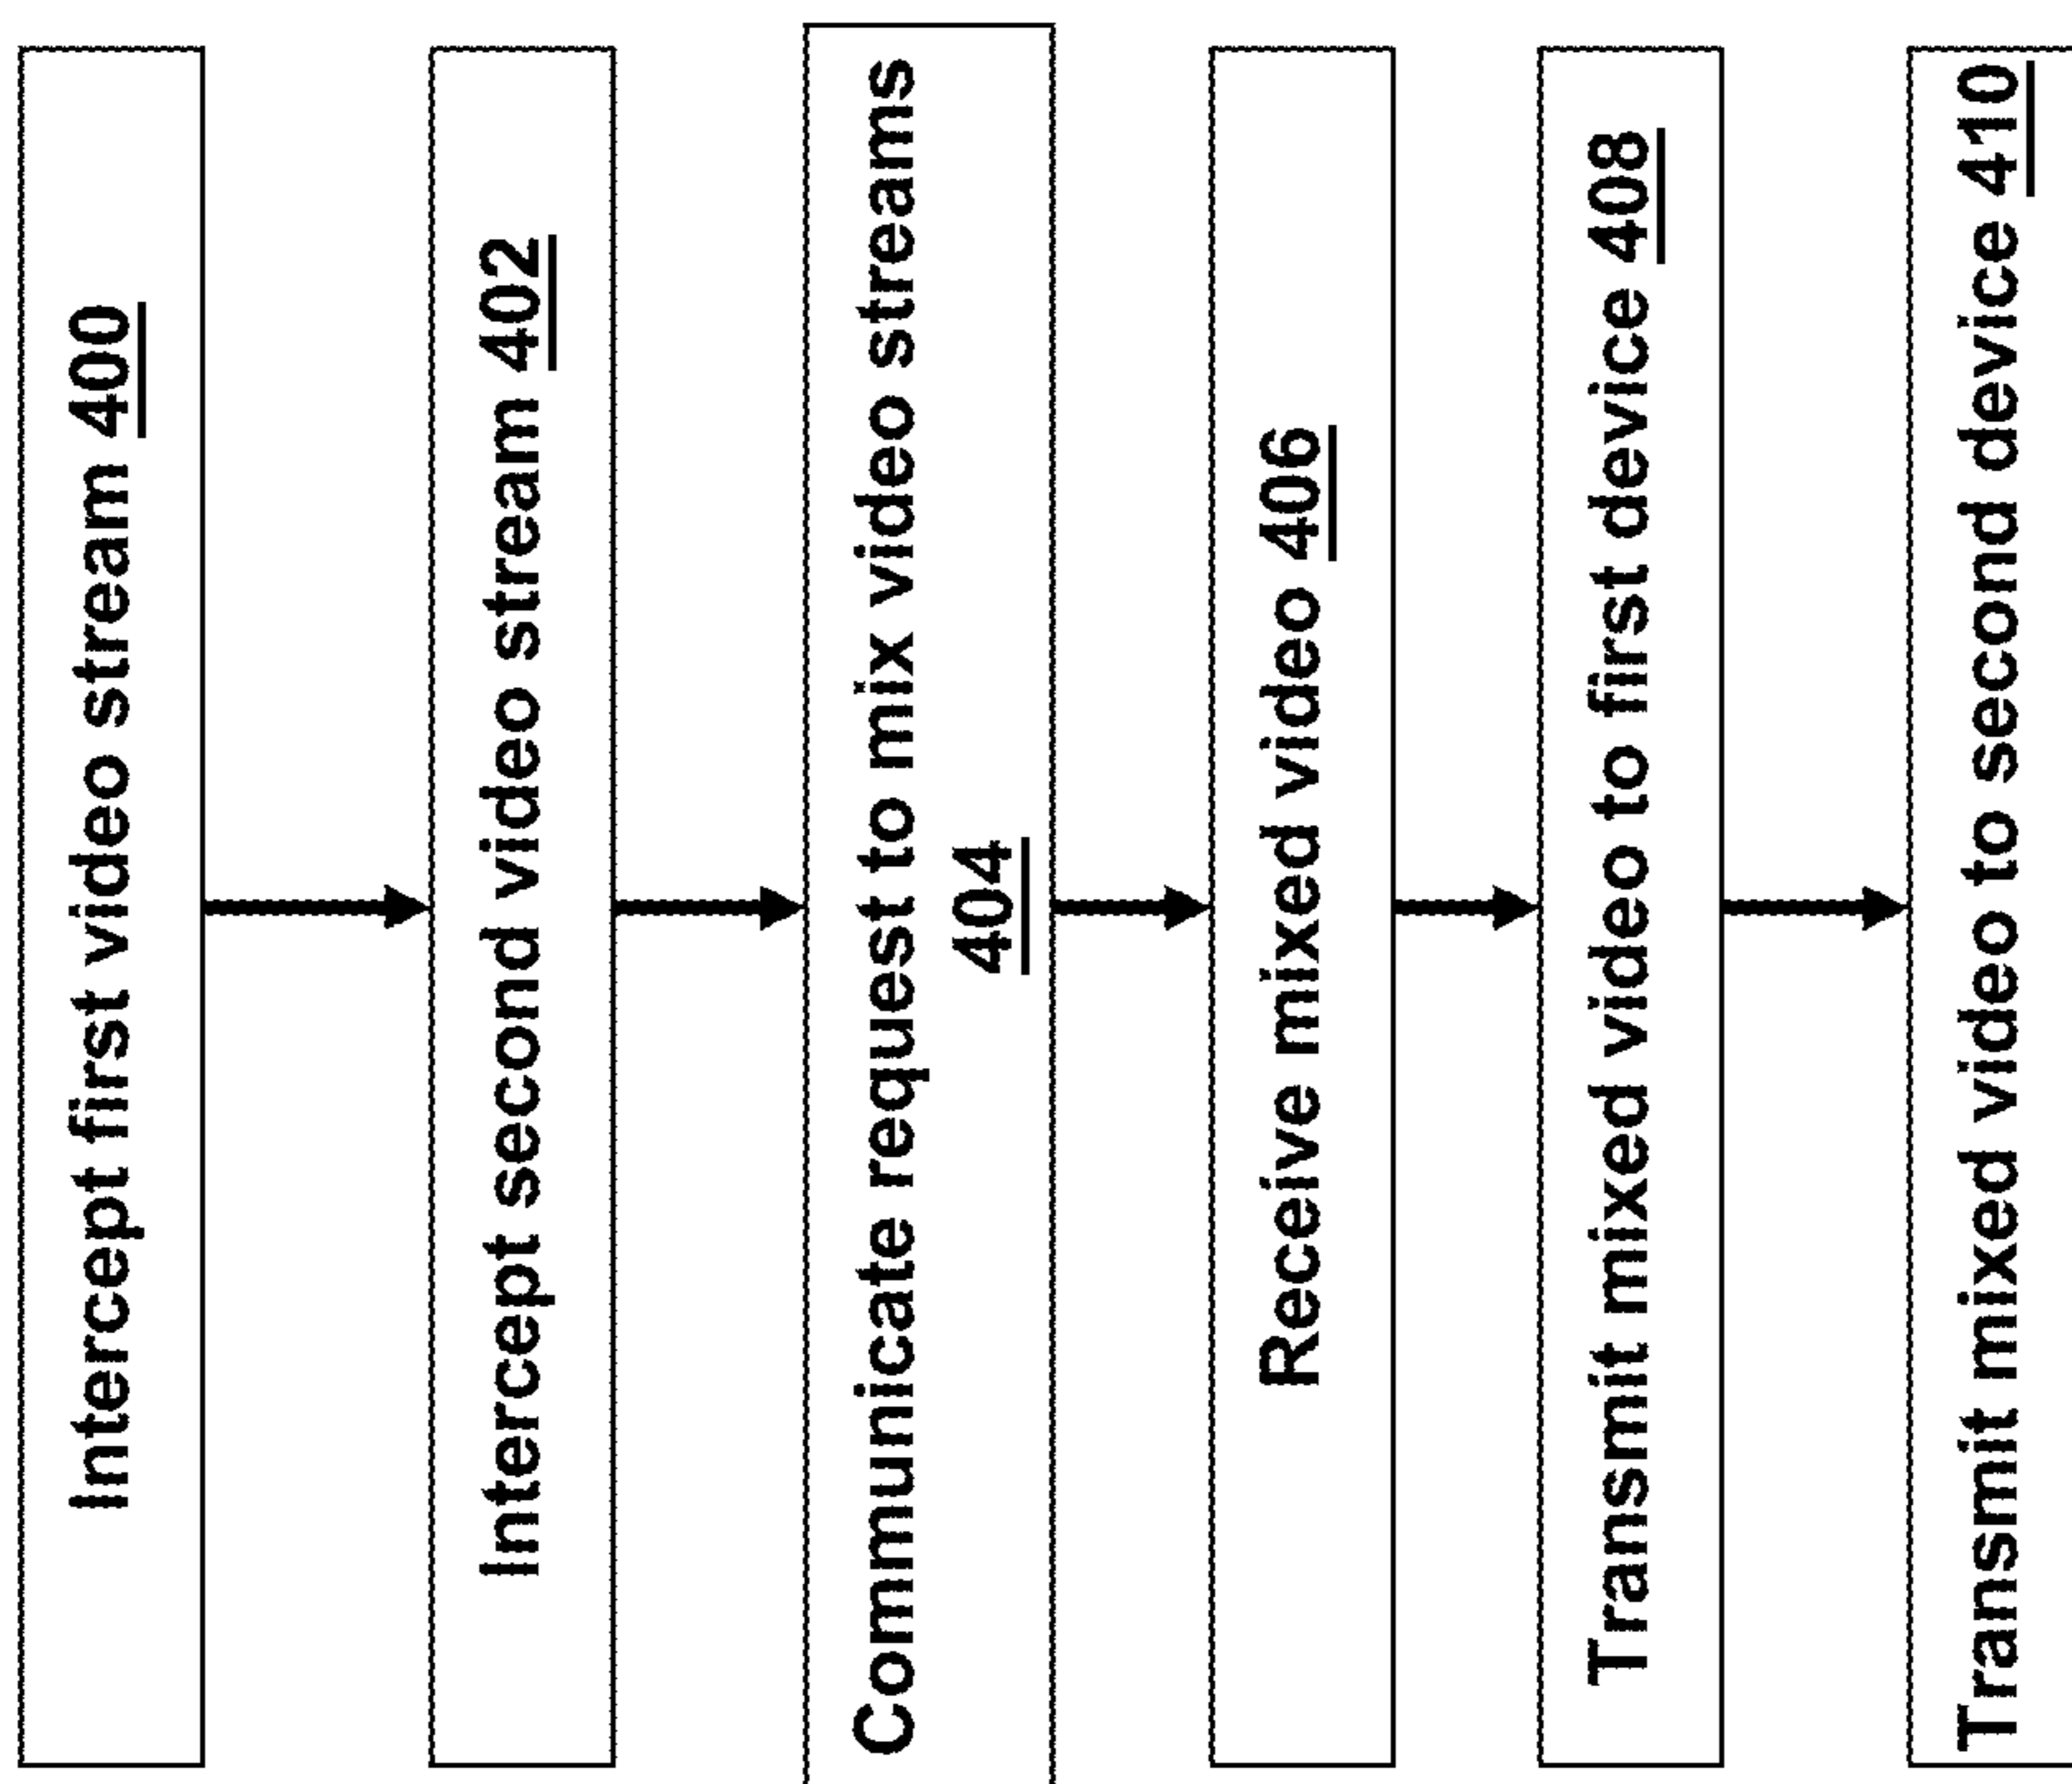 Intercept first video stream 400
Intercept second video stream 402
Communicate request to mix video streams
404
Receive mixed video 406
Transmit mixed video to first device 408
Transmit mixed video to second device 410